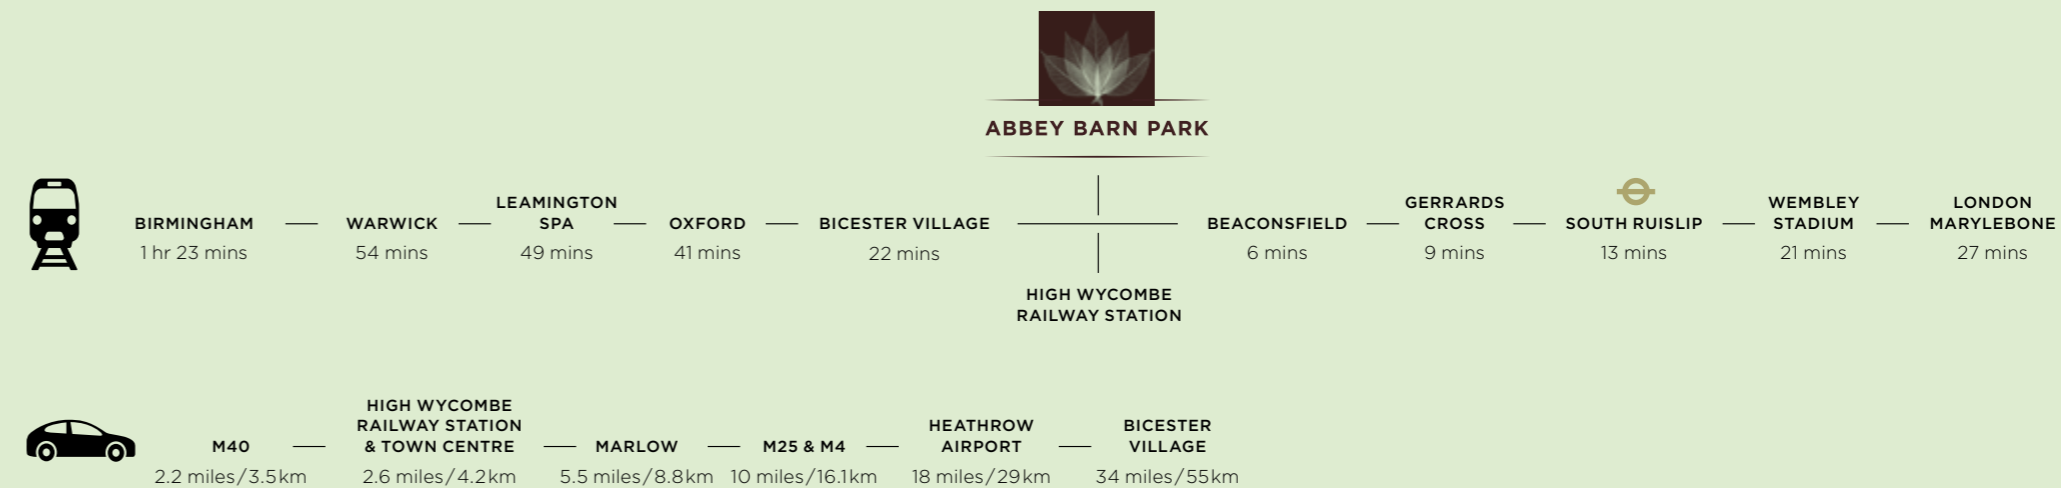 ABBEY BARN PARK
BIRMINGHAM
1 hr 23 mins
WARWICK
54 mins
LEAMINGTON
SPA
49 mins
OXFORD
41 mins
BICESTER VILLAGE
22 mins
HIGH WYCOMBE
RAILWAY STATION
BEACONSFIELD
6 mins
GERRARDS
CROSS
9 mins
SOUTH RUISLIP
13 mins
WEMBLEY
STADIUM
21 mins
LONDON
MARYLEBONE
27 mins
M40
2.2 miles/3.5km
HIGH WYCOMBE
RAILWAY STATION
& TOWN CENTRE
2.6 miles/4.2km
MARLOW
5.5 miles/8.8km
M25 & M4
10 miles/16.1km
HEATHROW
AIRPORT
18 miles/29km
BICESTER
VILLAGE
34 miles/55km